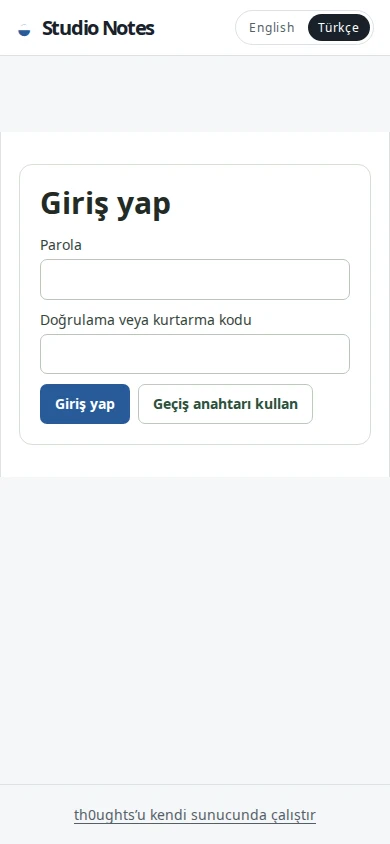 Studio Notes
English
Türkçe
Giriş yap
Parola
Doğrulama veya kurtarma kodu
Giriş yap
Geçiş anahtarı kullan
th0ughts’u kendi sunucunda çalıştır